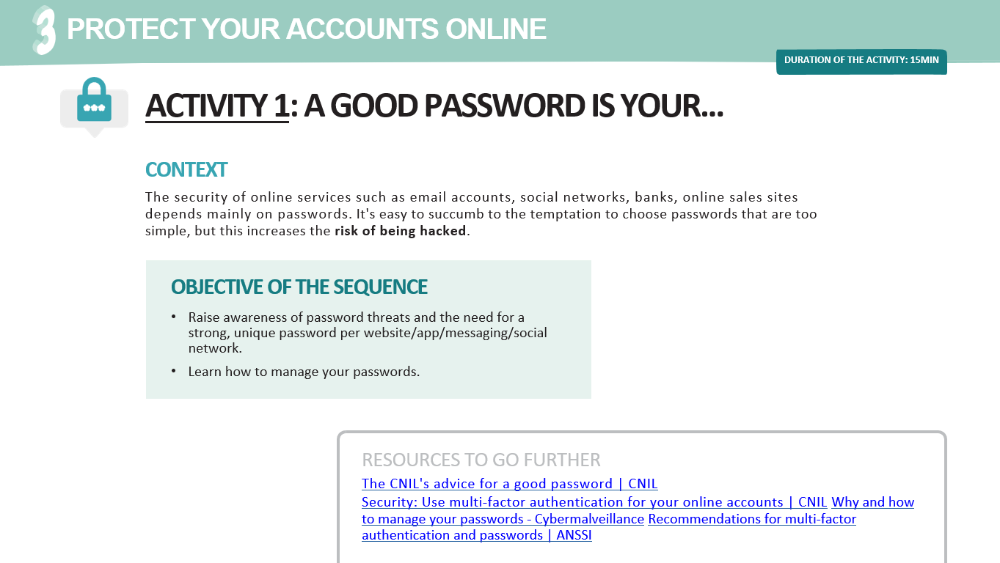 3 PROTECT YOUR ACCOUNTS ONLINE
DURATION OF THE ACTIVITY: 15MIN
ACTIVITY 1: A GOOD PASSWORD IS YOUR...
CONTEXT
The security of online services such as email accounts, social networks, banks, online sales sites
depends mainly on passwords. It's easy to succumb to the temptation to choose passwords that are too
simple, but this increases the risk of being hacked.
OBJECTIVE OF THE SEQUENCE
• Raise awareness of password threats and the need for a
strong, unique password per website/app/messaging/social
network.
• Learn how to manage your passwords.
RESOURCES TO GO FURTHER
The CNIL's advice for a good password | CNIL
Security: Use multi-factor authentication for your online accounts | CNIL Why and how
to manage your passwords - Cybermalveillance Recommendations for multi-factor
authentication and passwords | ANSSI